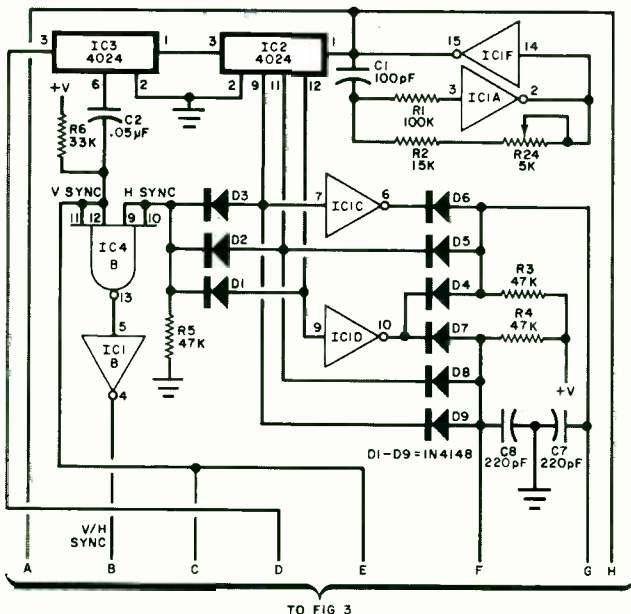 3
IC3
4024
1
3
IC2
4024
1
6
2
2
9
11
12
+V
R6
33K
C2
.05µF
C1
100pF
15
IC1F
14
3
IC1A
2
R1
100K
R2
15K
R24
5K
V SYNC
H SYNC
11
12
9
10
IC4
B
13
D3
D2
D1
7
IC1C
6
D6
D5
D4
R3
47K
R4
47K
+V
5
IC1
B
4
R5
47K
9
IC1D
10
D7
D8
D9
D1-D9=1N4148
C8
220pF
C7
220pF
V/H
SYNC
A
B
C
D
E
F
G
H
TO FIG 3